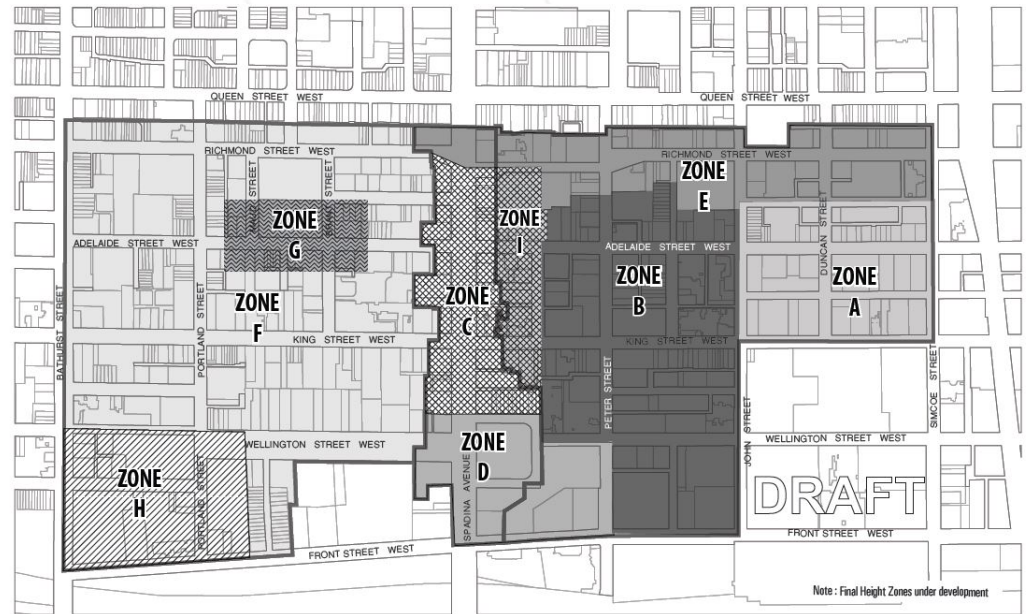 QUEEN STREET WEST
QUEEN STREET WEST
RICHMOND STREET WEST
RICHMOND STREET WEST
ZONE
E
STREET
STREET
ZONE
G
ZONE
I
DUNCAN STREET
ADELAIDE STREET WEST
ADELAIDE STREET WEST
ZONE
F
ZONE
C
ZONE
B
ZONE
A
BATHURST STREET
PORTLAND STREET
KING STREET WEST
KING STREET WEST
PETER STREET
JOHN STREET
SIMCOE STREET
WELLINGTON STREET WEST
WELLINGTON STREET WEST
ZONE
D
ZONE
H
PORTLAND STREET
SPADINA AVENUE
DRAFT
FRONT STREET WEST
FRONT STREET WEST
Note : Final Height Zones under development